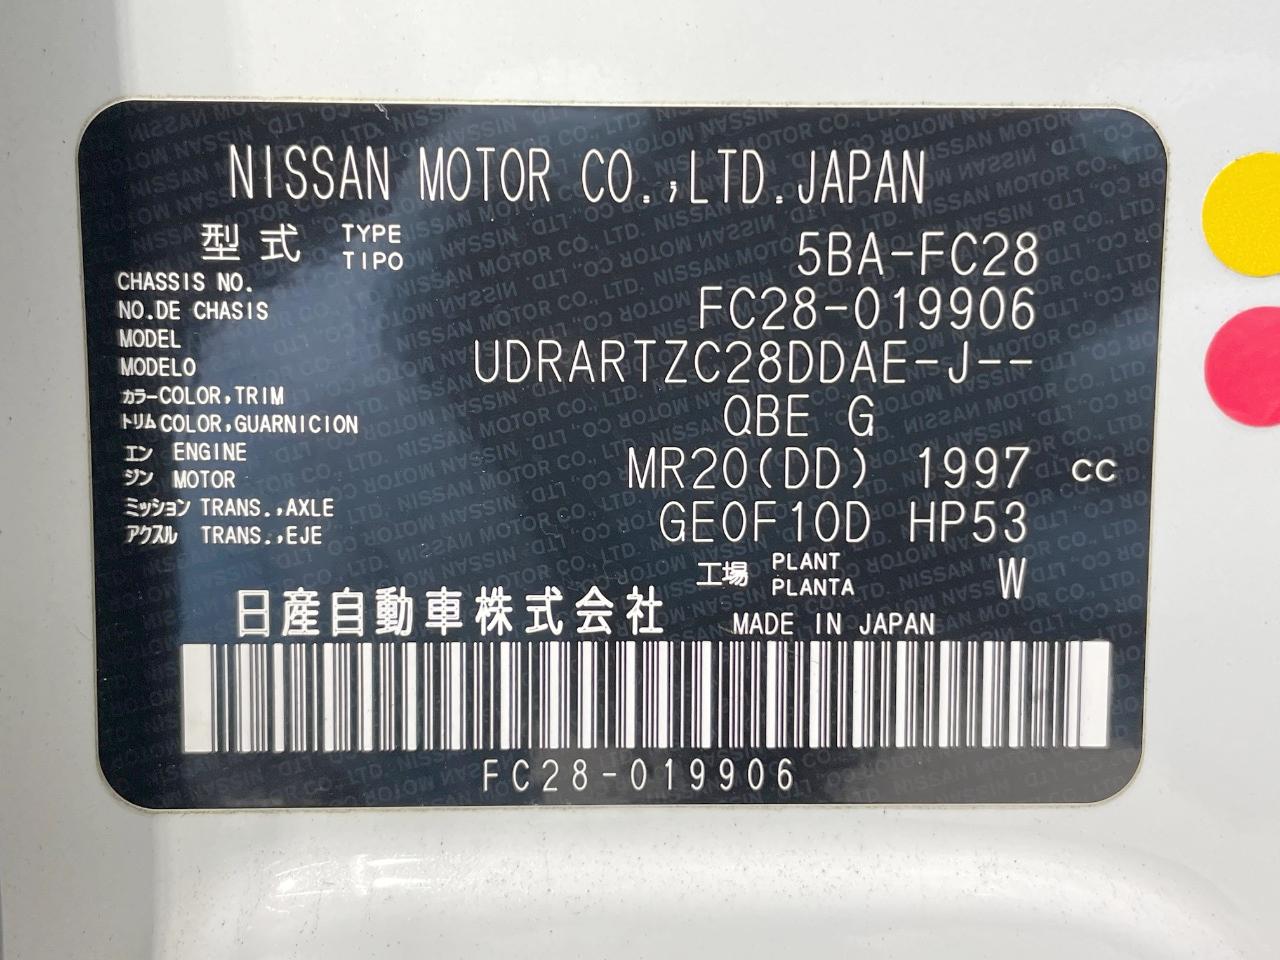 NISSAN MOTOR CO.,LTD.JAPAN
型式 TYPE TIPO 5BA-FC28
CHASSIS NO.
NO.DE CHASIS FC28-019906
MODEL
MODELO UDRARTZC28DDAE-J--
カラー COLOR,TRIM
トリム COLOR,GUARNICION QBE G
エン ENGINE
ジン MOTOR MR20(DD) 1997 cc
ミッション TRANS.,AXLE
アクスル TRANS.,EJE GE0F10D HP53
工場 PLANT PLANTA W
日産自動車株式会社 MADE IN JAPAN
FC28-019906